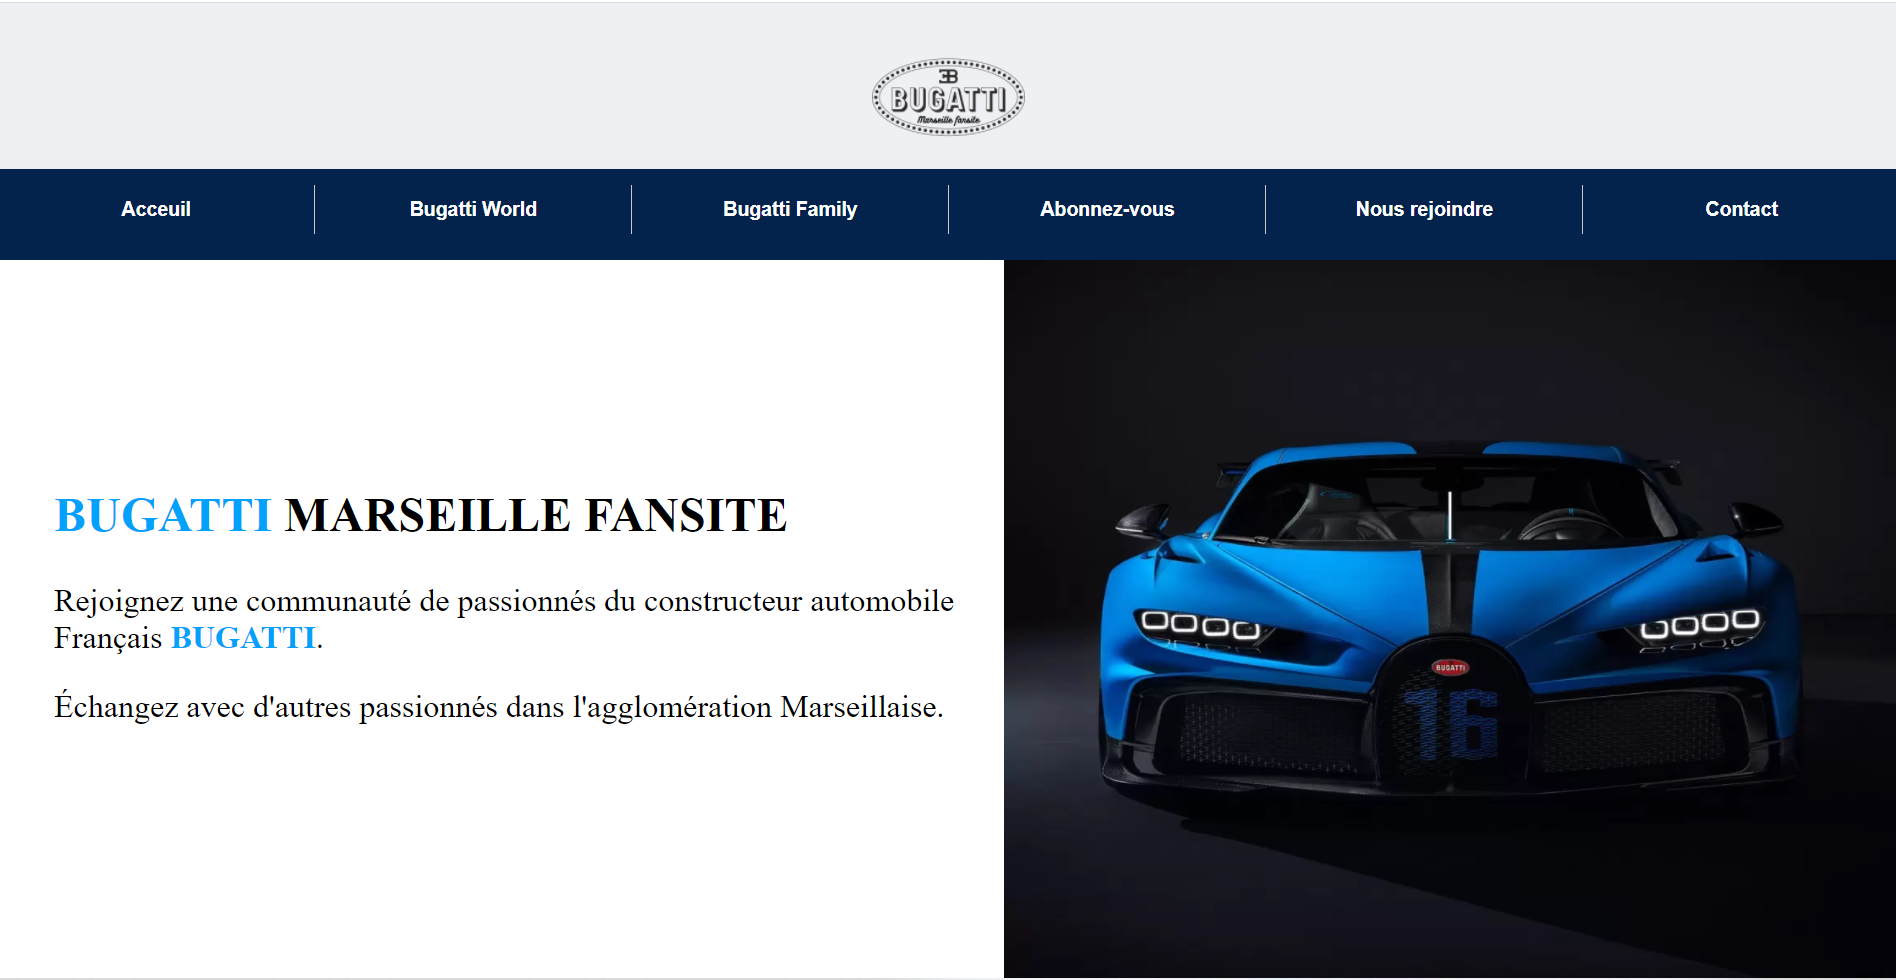 EB
BUGATTI
Marseille fansite
Acceuil
Bugatti World
Bugatti Family
Abonnez-vous
Nous rejoindre
Contact
BUGATTI MARSEILLE FANSITE
Rejoignez une communauté de passionnés du constructeur automobile
Français BUGATTI.
Échangez avec d'autres passionnés dans l'agglomération Marseillaise.
BUGATTI
16